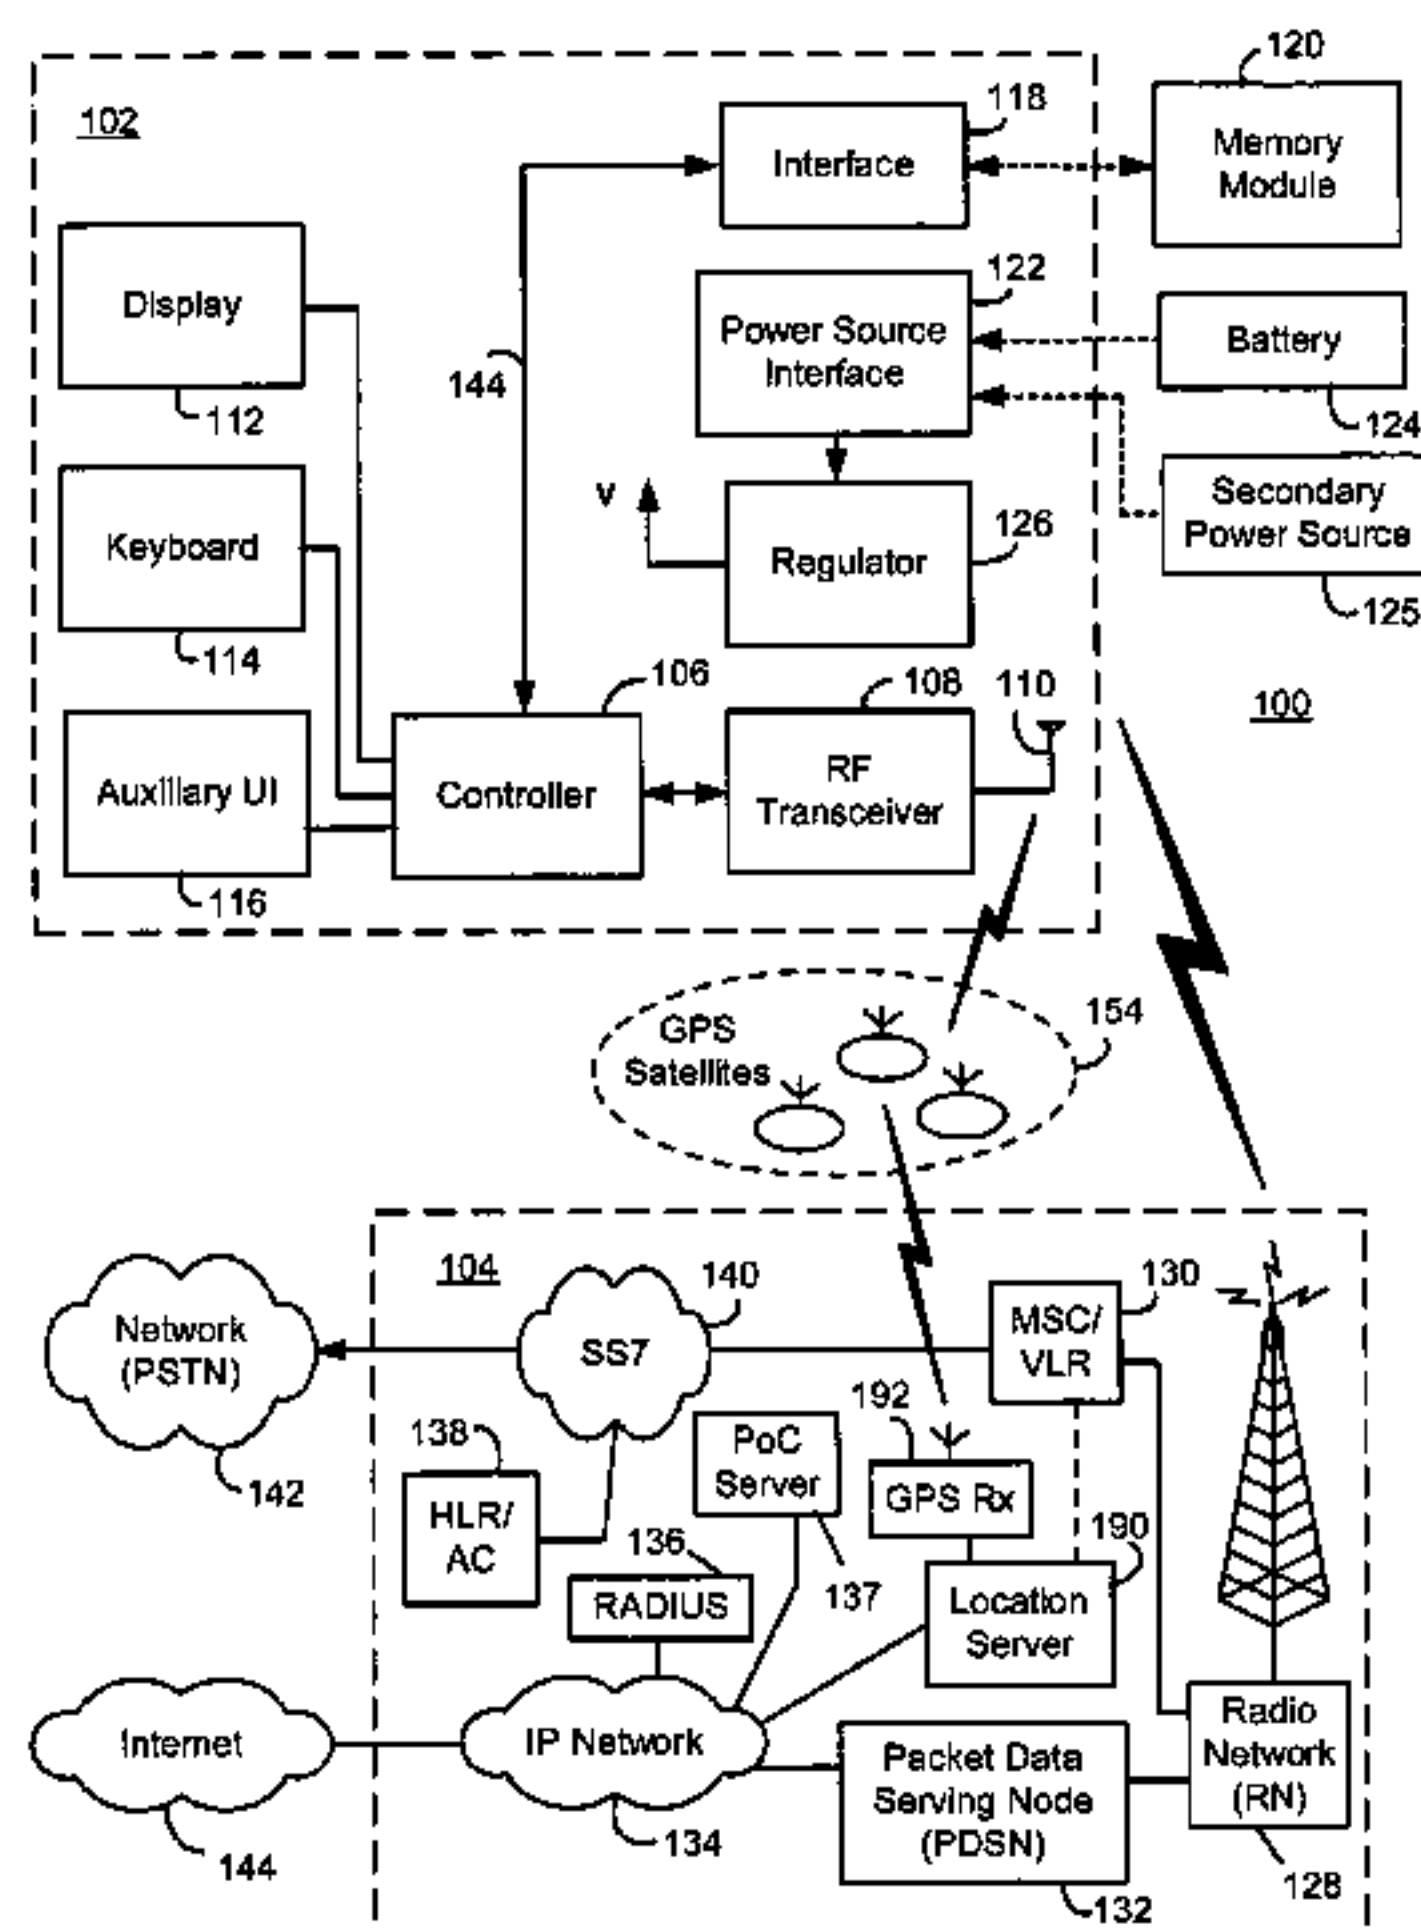 120
102
118
Interface
Memory
Module
122
Display
Power Source
Interface
Battery
144
112
124
V
Secondary
Power Source
126
Keyboard
Regulator
125
114
106
108
110
100
Auxiliary UI
Controller
RF
Transceiver
116
GPS
Satellites
154
104
140
130
Network
(PSTN)
SS7
MSC/
VLR
192
138
PoC
Server
142
GPS Rx
HLR/
AC
190
136
137
RADIUS
Location
Server
Internet
IP Network
Radio
Network
(RN)
Packet Data
Serving Node
(PDSN)
134
144
128
132